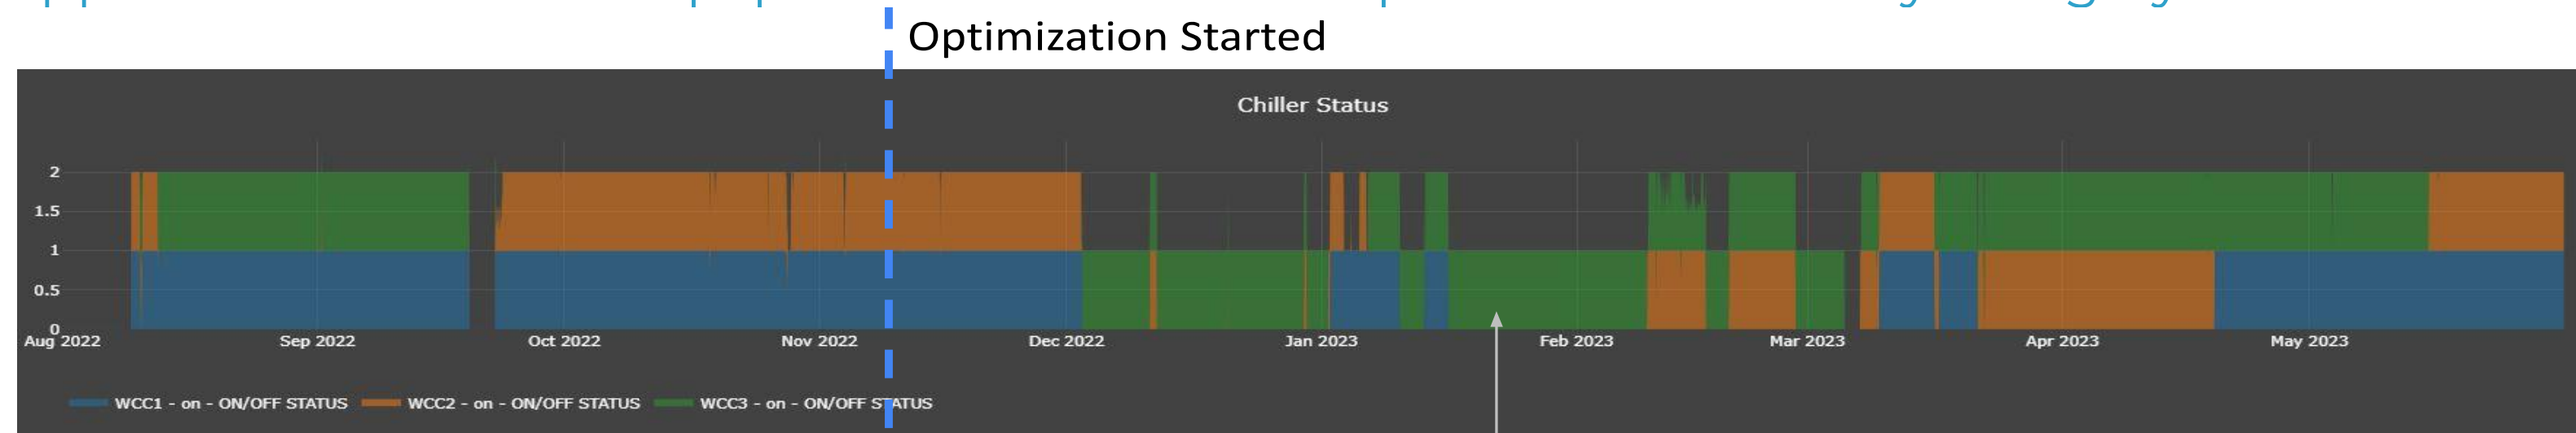 Optimization Started
Chiller Status
2
1.5
1
0.5
0
Aug 2022 Sep 2022 Oct 2022 Nov 2022 Dec 2022 Jan 2023 Feb 2023 Mar 2023 Apr 2023 May 2023
WCC1 - on - ON/OFF STATUS WCC2 - on - ON/OFF STATUS WCC3 - on - ON/OFF STATUS